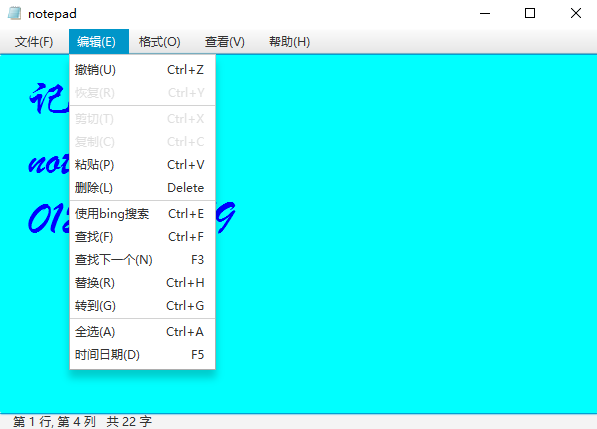 notepad
文件(F) 编辑(E) 格式(O) 查看(V) 帮助(H)
撤销(U) Ctrl+Z
恢复(R) Ctrl+Y
剪切(T) Ctrl+X
复制(C) Ctrl+C
粘贴(P) Ctrl+V
删除(L) Delete
使用bing搜索 Ctrl+E
查找(F) Ctrl+F
查找下一个(N) F3
替换(R) Ctrl+H
转到(G) Ctrl+G
全选(A) Ctrl+A
时间日期(D) F5
记
not
012 9
第 1 行, 第 4 列 共 22 字